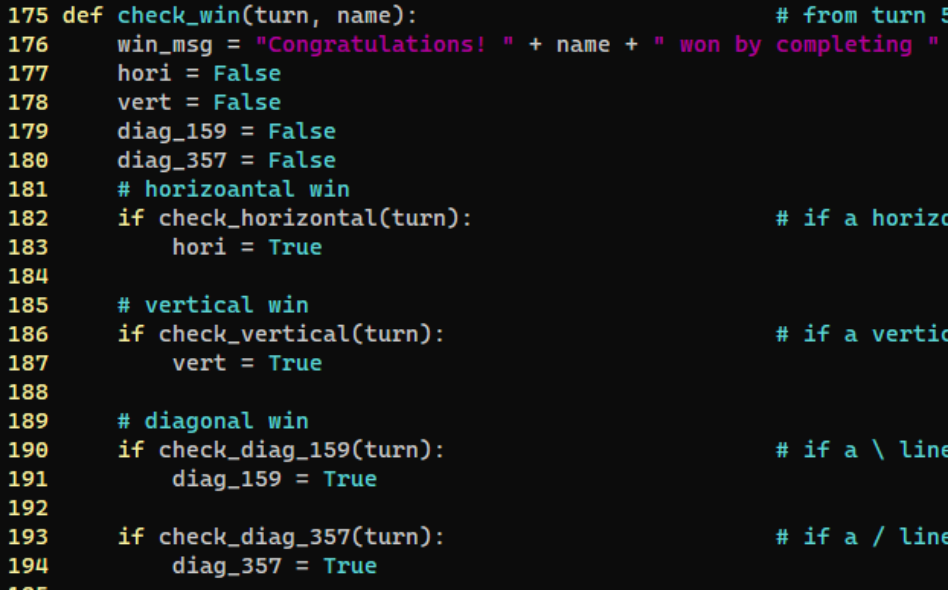 175 def check_win(turn, name):                          # from turn 5
176     win_msg = "Congratulations! " + name + " won by completing "
177     hori = False
178     vert = False
179     diag_159 = False
180     diag_357 = False
181     # horizoantal win
182     if check_horizontal(turn):                      # if a horizo
183         hori = True
184
185     # vertical win
186     if check_vertical(turn):                        # if a vertic
187         vert = True
188
189     # diagonal win
190     if check_diag_159(turn):                        # if a \ line
191         diag_159 = True
192
193     if check_diag_357(turn):                        # if a / line
194         diag_357 = True